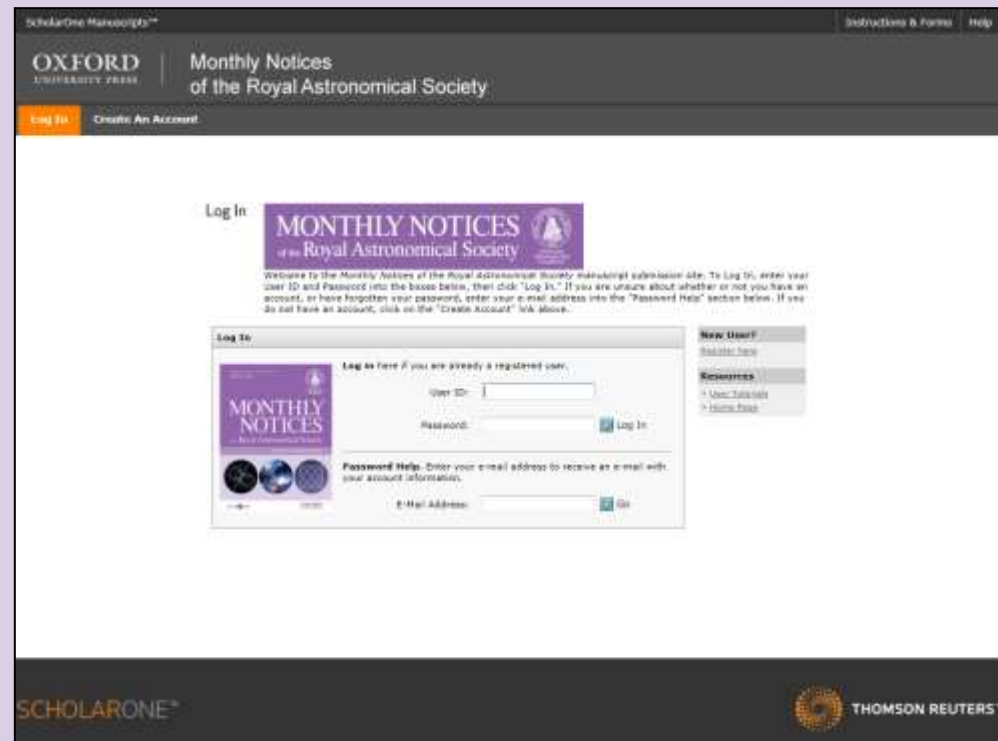 ScholarOne Manuscripts™
Instructions & Forms Help
OXFORD
UNIVERSITY PRESS
Monthly Notices
of the Royal Astronomical Society
Log In Create An Account
Log In
MONTHLY NOTICES
of the Royal Astronomical Society
Welcome to the Monthly Notices of the Royal Astronomical Society manuscript submission site. To Log In, enter your
User ID and Password into the boxes below, then click "Log In." If you are unsure about whether or not you have an
account, or have forgotten your password, enter your e-mail address into the "Password Help" section below. If you
do not have an account, click on the "Create Account" link above.
Log In
MONTHLY
NOTICES
of the Royal Astronomical Society
Log in here if you are already a registered user.
User ID:
Password:
Log In
Password Help. Enter your e-mail address to receive an e-mail with
your account information.
E-Mail Address:
Go
New User?
Register here
Resources
User Tutorials
Home Page
SCHOLARONE™
THOMSON REUTERS